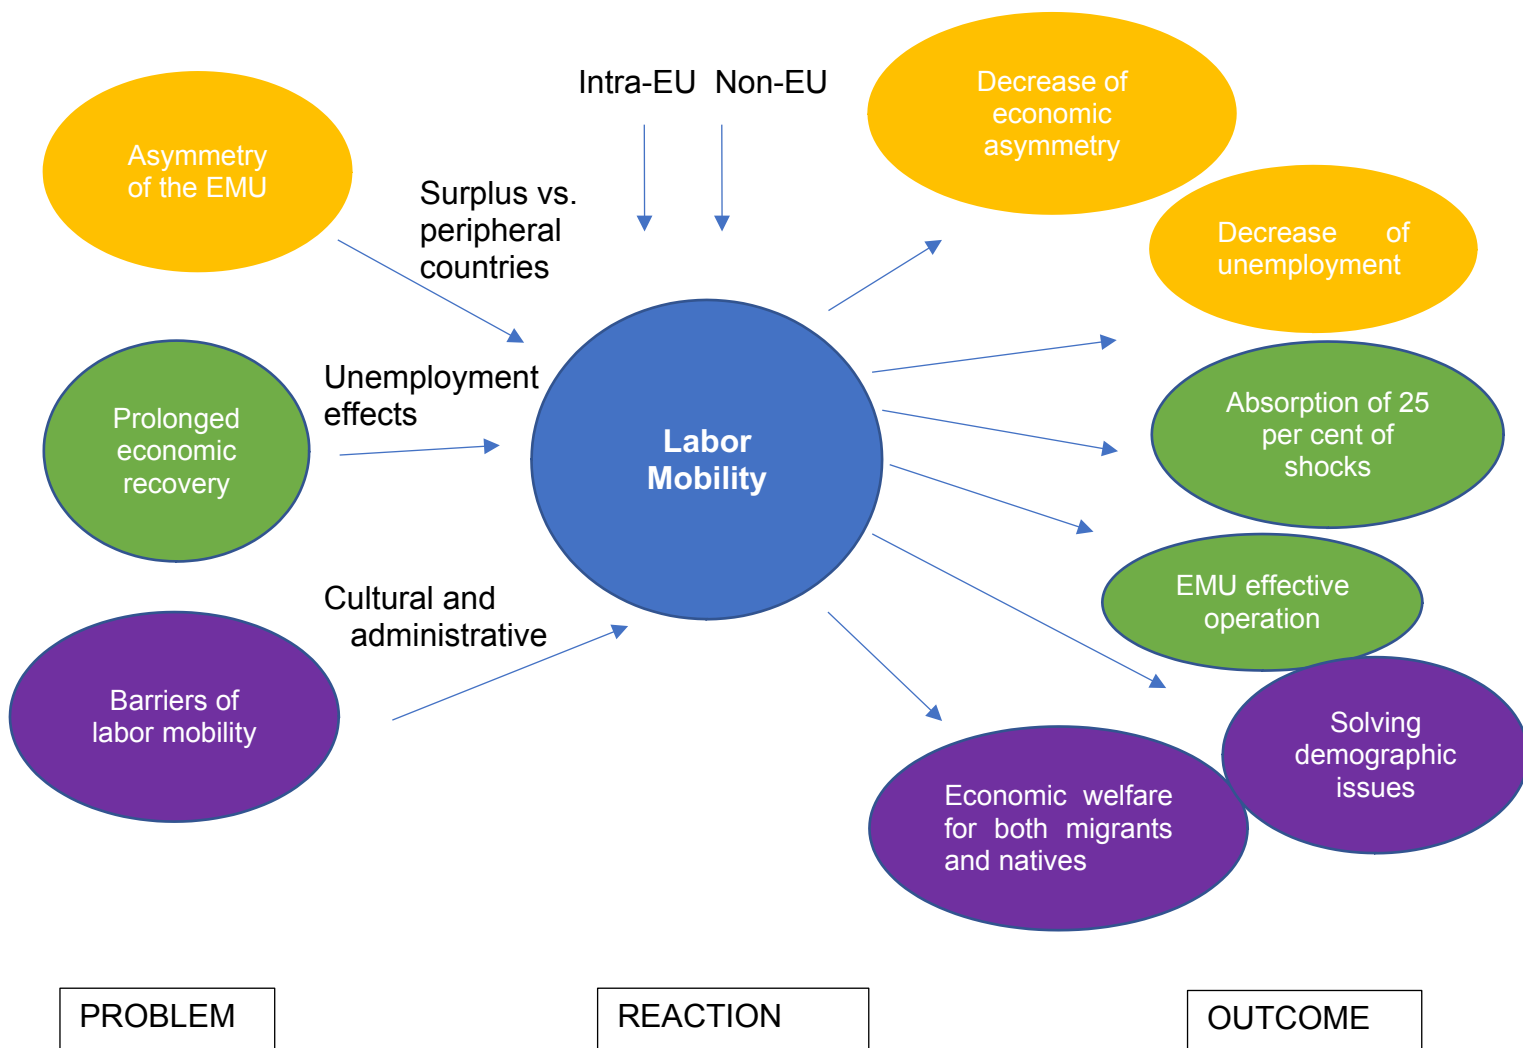 Intra-EU Non-EU
Asymmetry
of the EMU
Surplus vs.
peripheral
countries
Decrease of
economic
asymmetry
Decrease of
unemployment
Prolonged
economic
recovery
Unemployment
effects
Labor
Mobility
Absorption of 25
per cent of
shocks
EMU effective
operation
Barriers of
labor mobility
Cultural and
administrative
Solving
demographic
issues
Economic welfare
for both migrants
and natives
PROBLEM
REACTION
OUTCOME